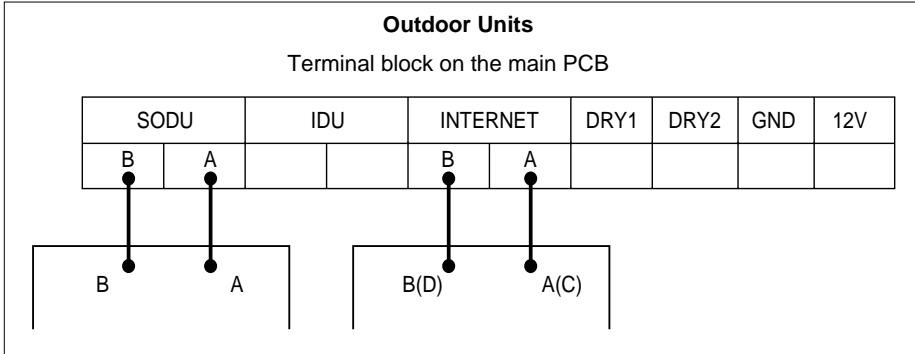 Outdoor Units
Terminal block on the main PCB
SODU IDU INTERNET DRY1 DRY2 GND 12V
B A B A
B A B(D) A(C)